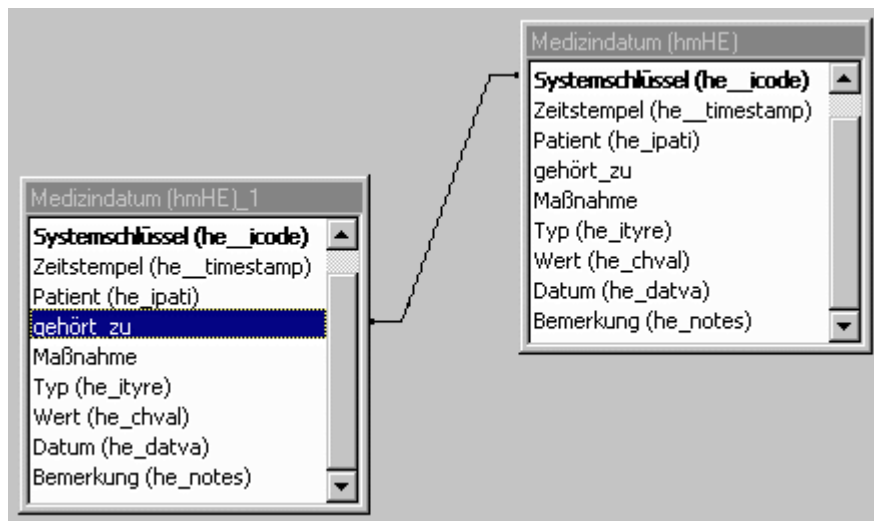 Medizindatum (hmHE)
Systemschlüssel (he__icode)
Zeitstempel (he__timestamp)
Patient (he_ipati)
gehört_zu
Maßnahme
Typ (he_ityre)
Wert (he_chval)
Datum (he_datva)
Bemerkung (he_notes)
Medizindatum (hmHE)_1
Systemschlüssel (he__icode)
Zeitstempel (he__timestamp)
Patient (he_ipati)
gehört_zu
Maßnahme
Typ (he_ityre)
Wert (he_chval)
Datum (he_datva)
Bemerkung (he_notes)